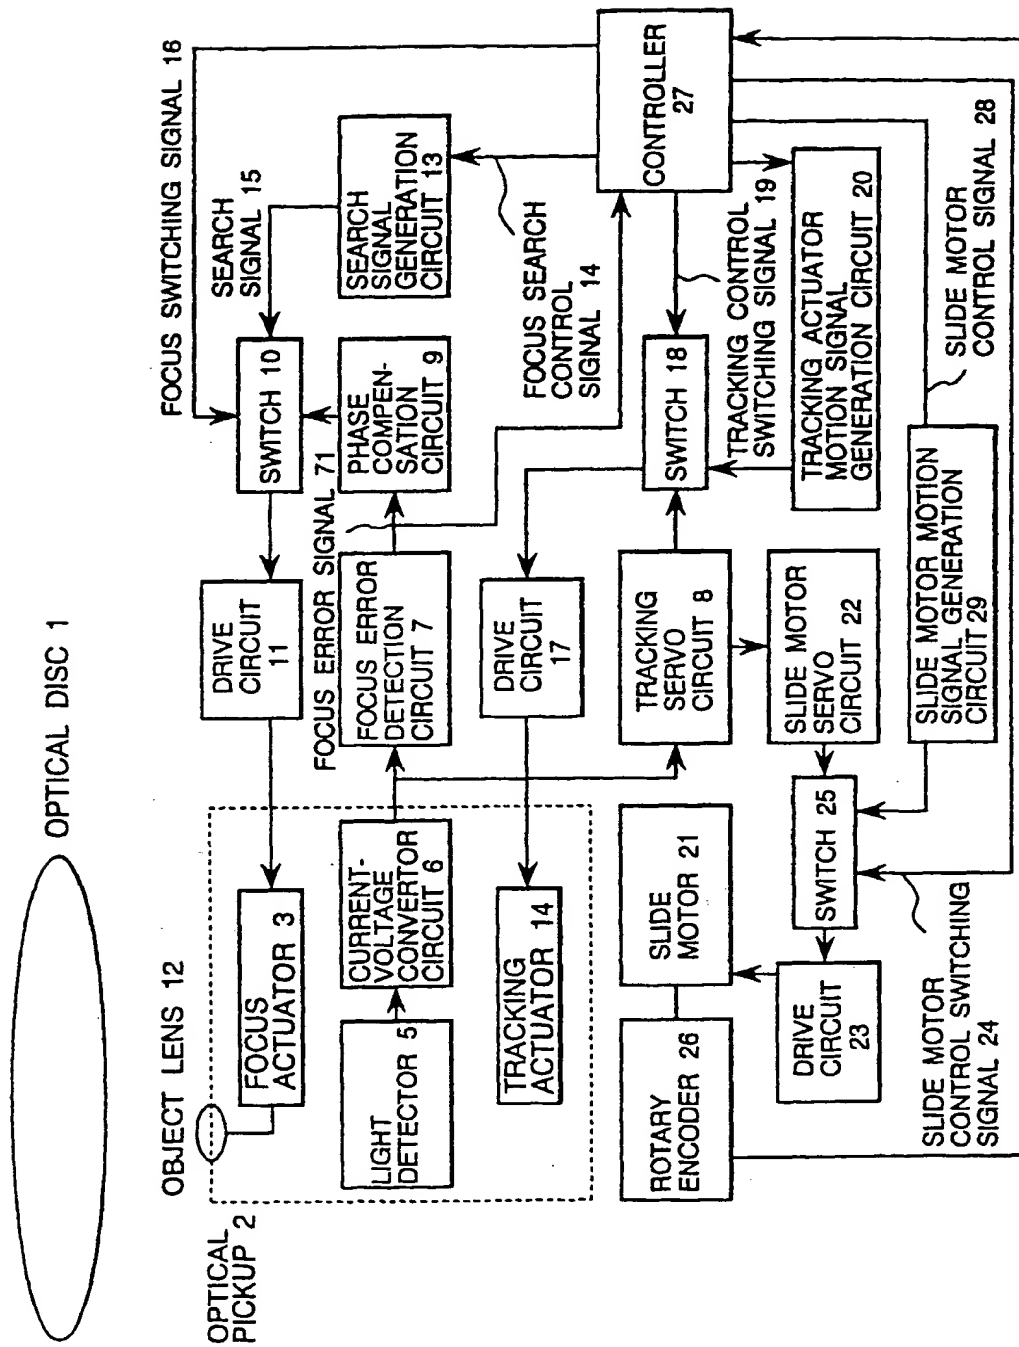 OPTICAL DISC 1
OBJECT LENS 12
OPTICAL
PICKUP 2
FOCUS
ACTUATOR 3
LIGHT
DETECTOR 5
CURRENT-
VOLTAGE
CONVERTOR
CIRCUIT 6
TRACKING
ACTUATOR 14
FOCUS SWITCHING SIGNAL 16
SEARCH
SIGNAL 15
DRIVE
CIRCUIT
11
SWITCH 10
SEARCH
SIGNAL
GENERATION
CIRCUIT 13
FOCUS ERROR SIGNAL 71
FOCUS ERROR
DETECTION
CIRCUIT 7
PHASE
COMPEN-
SATION
CIRCUIT 9
FOCUS SEARCH
CONTROL
SIGNAL 14
DRIVE
CIRCUIT
17
CONTROLLER
27
ROTARY
ENCODER 26
SLIDE
MOTOR 21
TRACKING
SERVO
CIRCUIT 8
SWITCH 18
TRACKING CONTROL
SWITCHING SIGNAL 19
DRIVE
CIRCUIT
23
SWITCH 25
SLIDE MOTOR
SERVO
CIRCUIT 22
TRACKING ACTUATOR
MOTION SIGNAL
GENERATION CIRCUIT 20
SLIDE MOTOR
CONTROL SWITCHING
SIGNAL 24
SLIDE MOTOR MOTION
SIGNAL GENERATION
CIRCUIT 29
SLIDE MOTOR
CONTROL SIGNAL 28